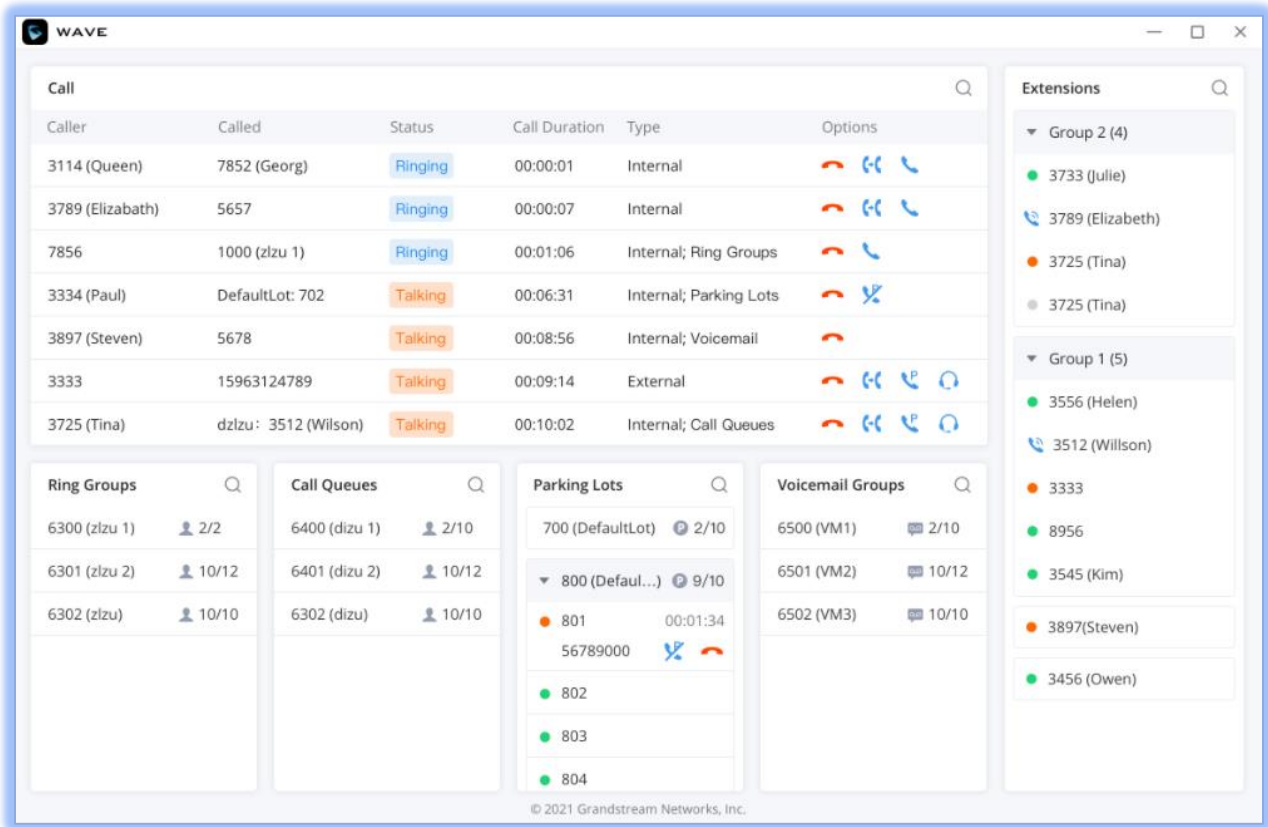 WAVE
Call
Caller Called Status Call Duration Type Options
3114 (Queen) 7852 (Georg) Ringing 00:00:01 Internal
3789 (Elizabath) 5657 Ringing 00:00:07 Internal
7856 1000 (zlzu 1) Ringing 00:01:06 Internal; Ring Groups
3334 (Paul) DefaultLot: 702 Talking 00:06:31 Internal; Parking Lots
3897 (Steven) 5678 Talking 00:08:56 Internal; Voicemail
3333 15963124789 Talking 00:09:14 External
3725 (Tina) dzlzu: 3512 (Wilson) Talking 00:10:02 Internal; Call Queues
Ring Groups
6300 (zlzu 1) 2/2
6301 (zlzu 2) 10/12
6302 (zlzu) 10/10
Call Queues
6400 (dizu 1) 2/10
6401 (dizu 2) 10/12
6302 (dizu) 10/10
Parking Lots
700 (DefaultLot) P 2/10
800 (Defaul...) P 9/10
801 00:01:34
56789000
802
803
804
Voicemail Groups
6500 (VM1) 2/10
6501 (VM2) 10/12
6502 (VM3) 10/10
Extensions
Group 2 (4)
3733 (Julie)
3789 (Elizabeth)
3725 (Tina)
3725 (Tina)
Group 1 (5)
3556 (Helen)
3512 (Willson)
3333
8956
3545 (Kim)
3897(Steven)
3456 (Owen)
© 2021 Grandstream Networks, Inc.